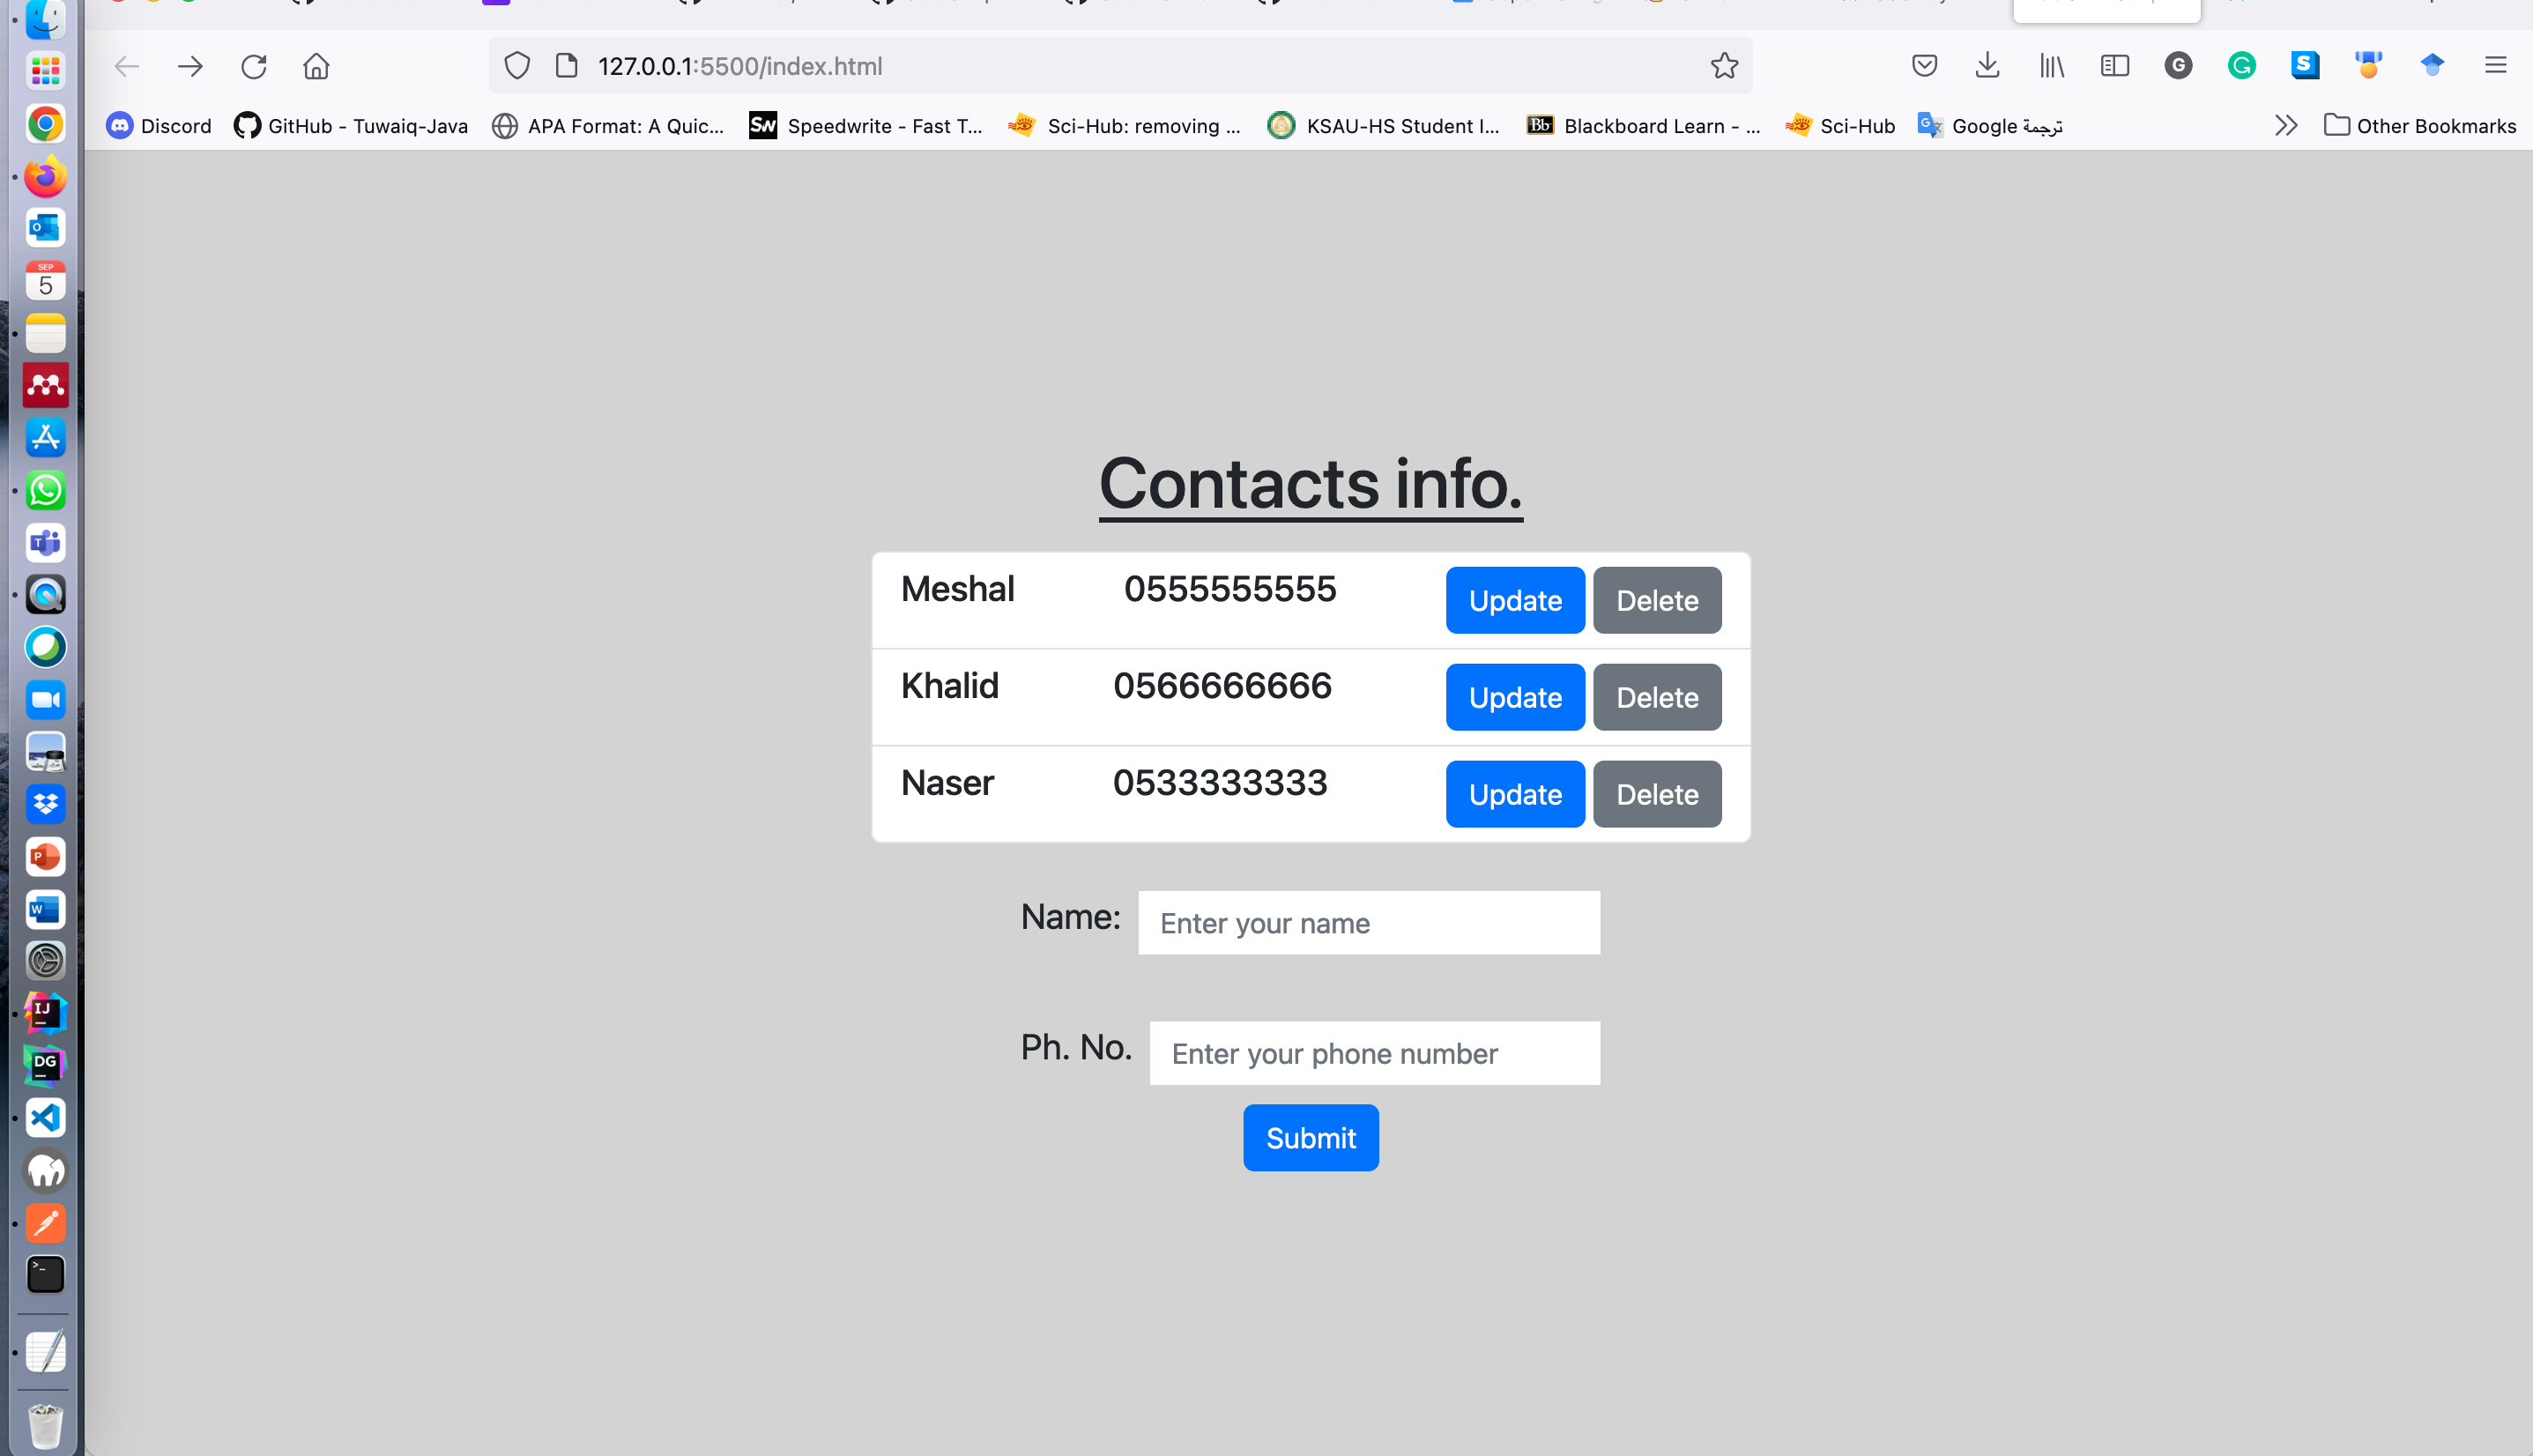 127.0.0.1:5500/index.html
Discord GitHub - Tuwaiq-Java APA Format: A Quic... Speedwrite - Fast T... Sci-Hub: removing ... KSAU-HS Student I... Blackboard Learn - ... Sci-Hub Google ترجمة Other Bookmarks
SEP
5
Contacts info.
Meshal 0555555555 Update Delete
Khalid 0566666666 Update Delete
Naser 0533333333 Update Delete
Name: Enter your name
Ph. No. Enter your phone number
Submit